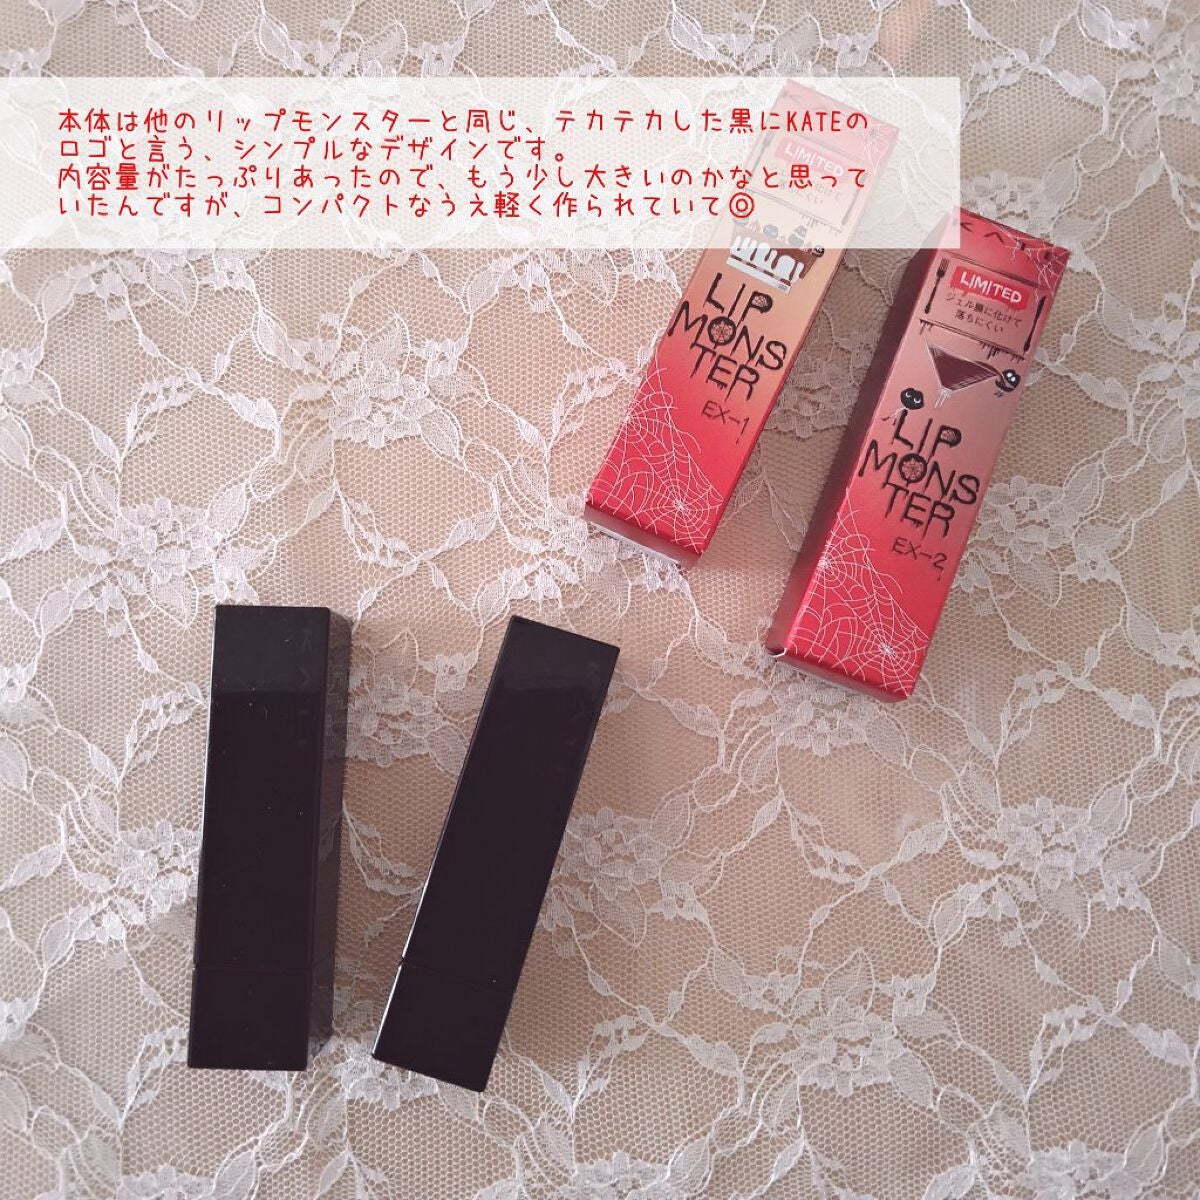 本体は他のリップモンスターと同じ、テカテカした黒にKATEの
ロゴと言う、シンプルなデザインです。
内容量がたっぷりあったので、もう少し大きいのかなと思って
いたんですが、コンパクトなうえ軽く作られていて◎
KATE
LIMITED
LIP
MONS
TER
EX-1
KATE
LIMITED
ジェル膜に化けて
落ちにくい
LIP
MONS
TER
EX-2